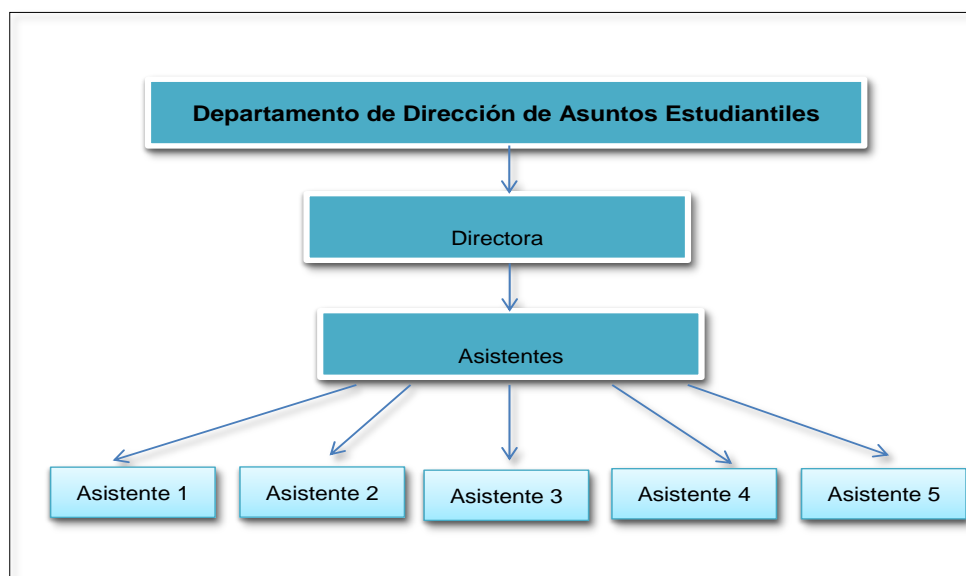 Departamento de Dirección de Asuntos Estudiantiles
Directora
Asistentes
Asistente 1
Asistente 2
Asistente 3
Asistente 4
Asistente 5